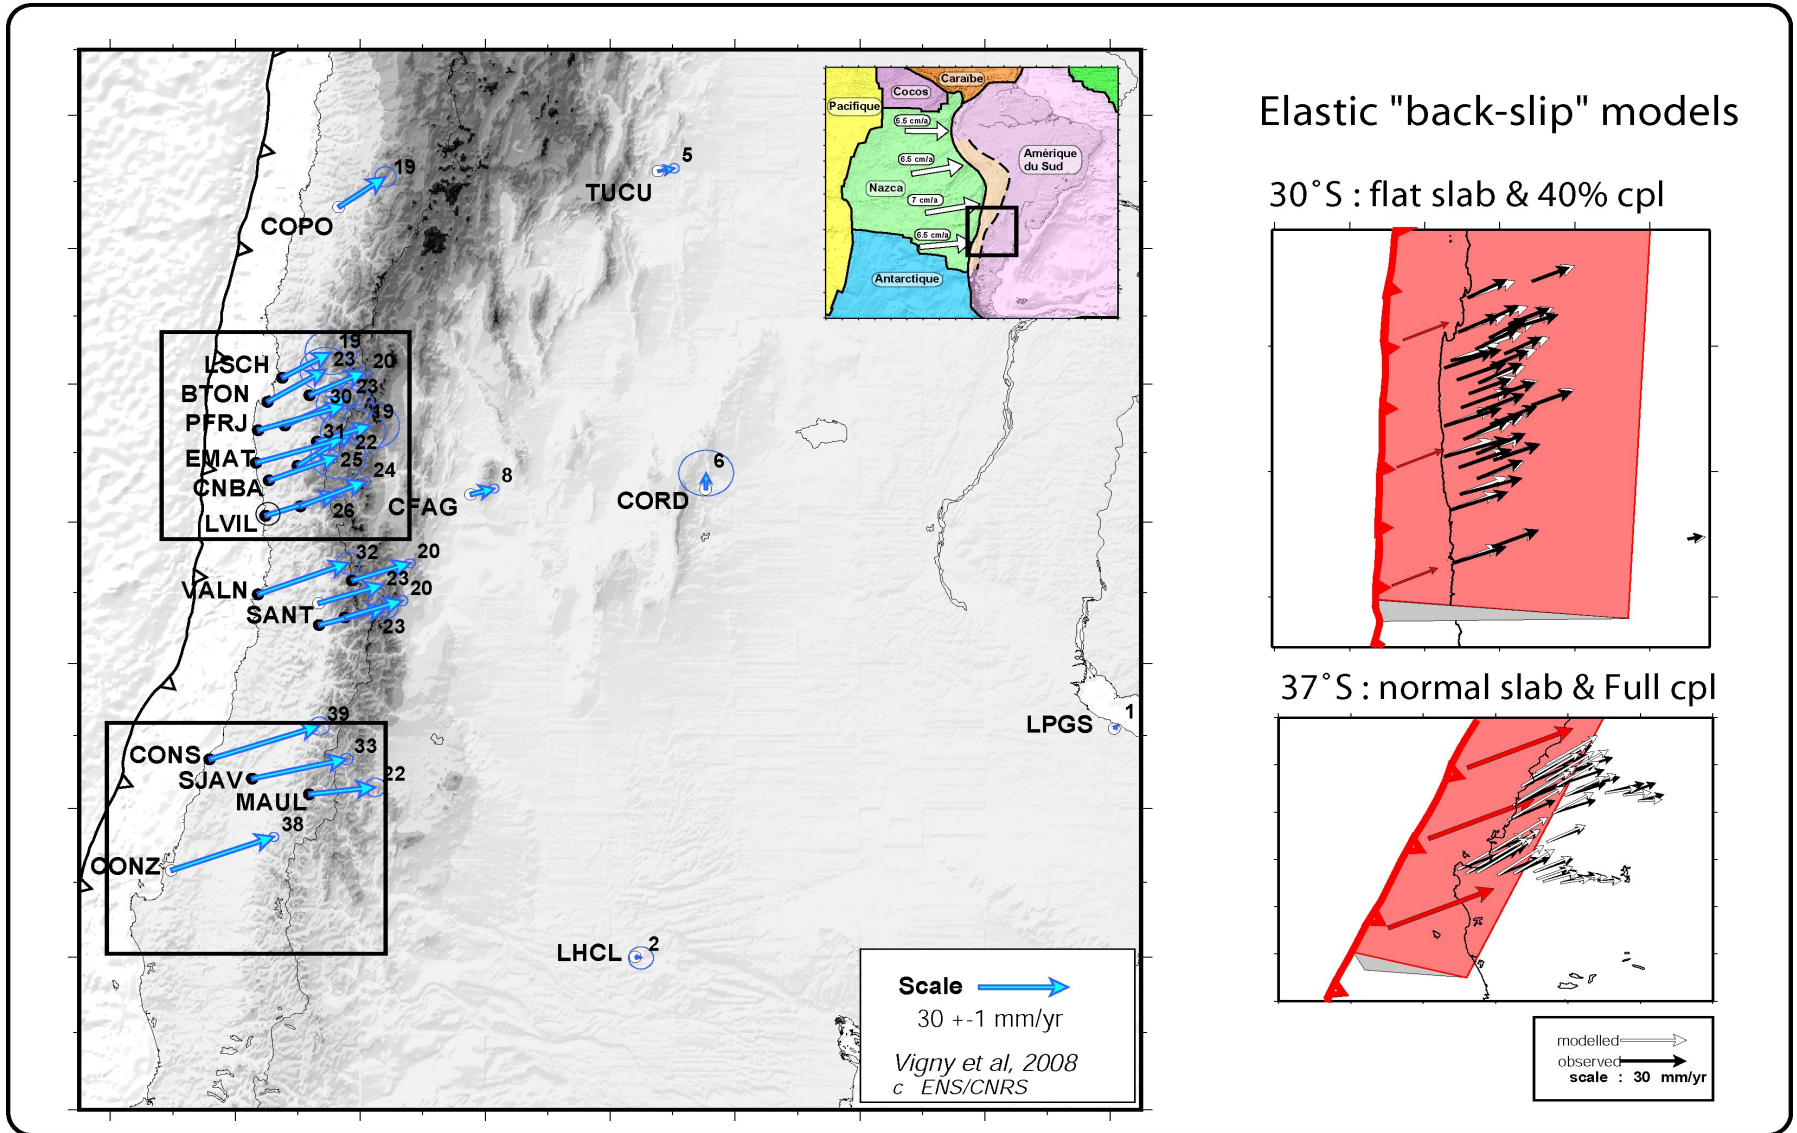 Elastic "back-slip" models
30°S : flat slab & 40% cpl
37°S : normal slab & Full cpl
modelled
observed
scale : 30 mm/yr
Pacifique
Cocos
Caraïbe
5.5 cm/a
6.5 cm/a
Amérique
du Sud
Nazca
7 cm/a
6.5 cm/a
Antarctique
19
COPO
5
TUCU
19
LSCH
23
20
BTON
23
30
PFRJ
19
31
22
EMAT
25
24
CNBA
26
LVIL
8
CFAG
6
CORD
32
20
VALN
23
20
SANT
23
39
CONS
33
SJAV
22
MAUL
38
CONZ
1
LPGS
2
LHCL
Scale
30 +-1 mm/yr
Vigny et al, 2008
c ENS/CNRS